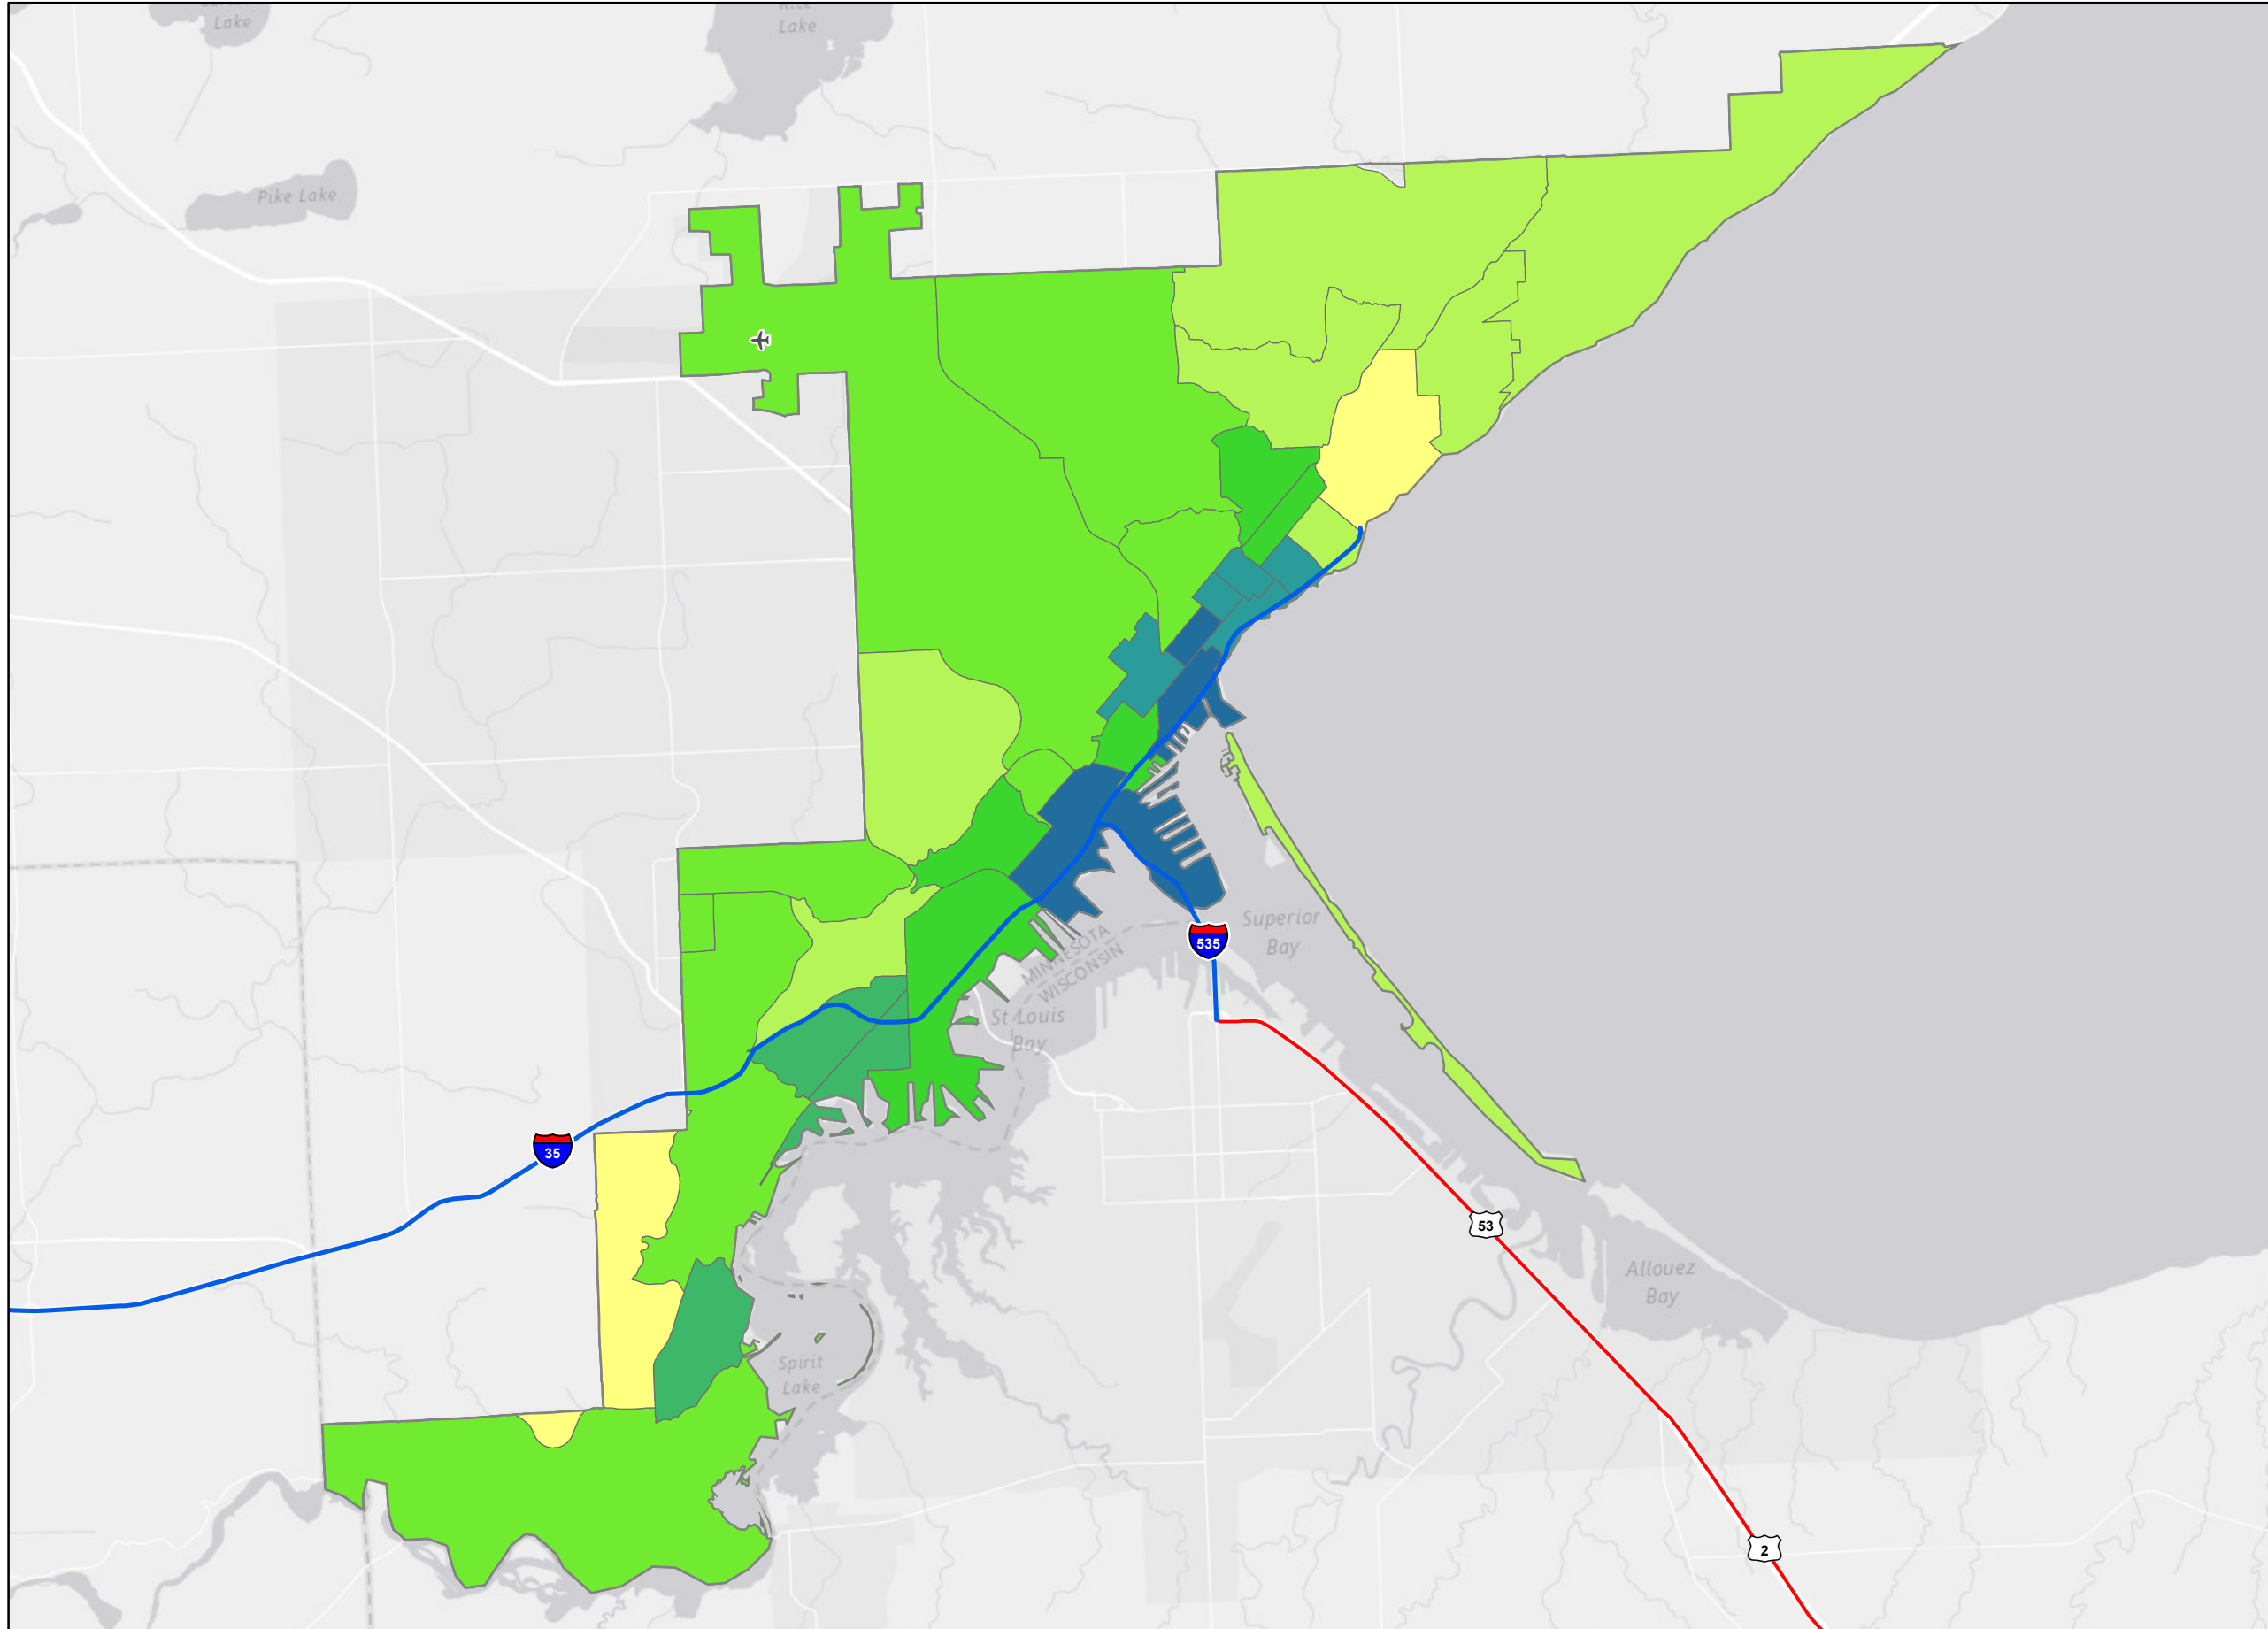 Lake
Lake
Pike Lake
Superior
Bay
535
MINNESOTA
WISCONSIN
St Louis
Bay
35
53
Allouez
Bay
Spirit
Lake
2